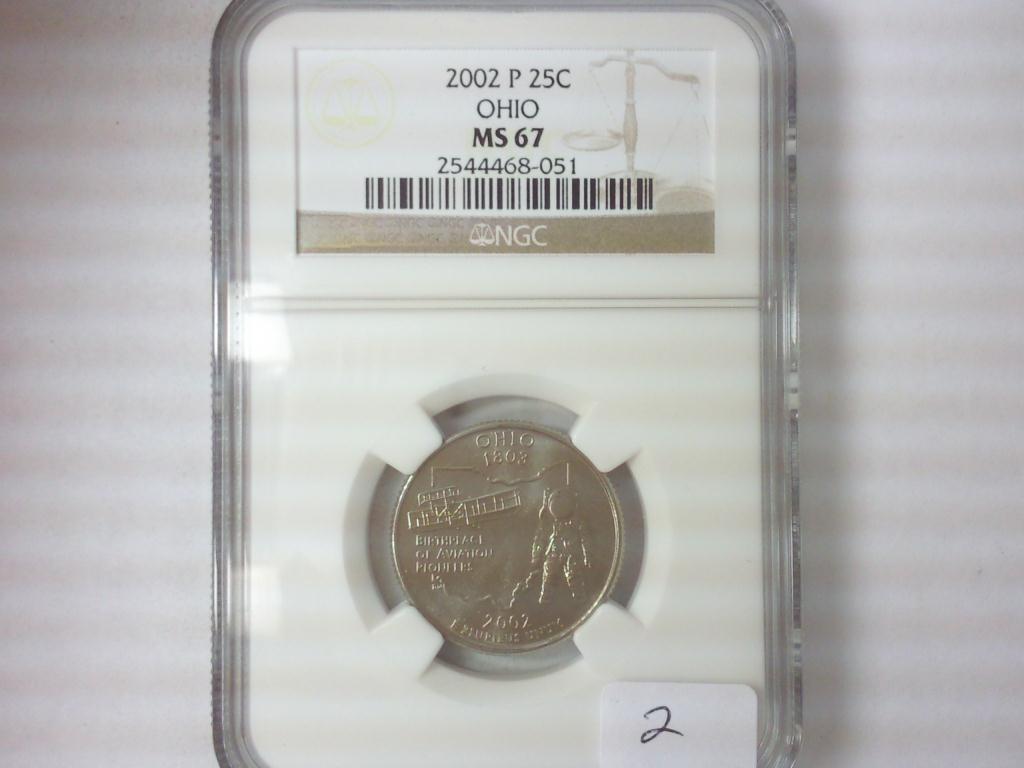 2002 P 25C
OHIO
MS 67
2544468-051
NGC
OHIO
1803
BIRTHPLACE
OF AVIATION
PIONEERS
2002
E PLURIBUS UNUM
2